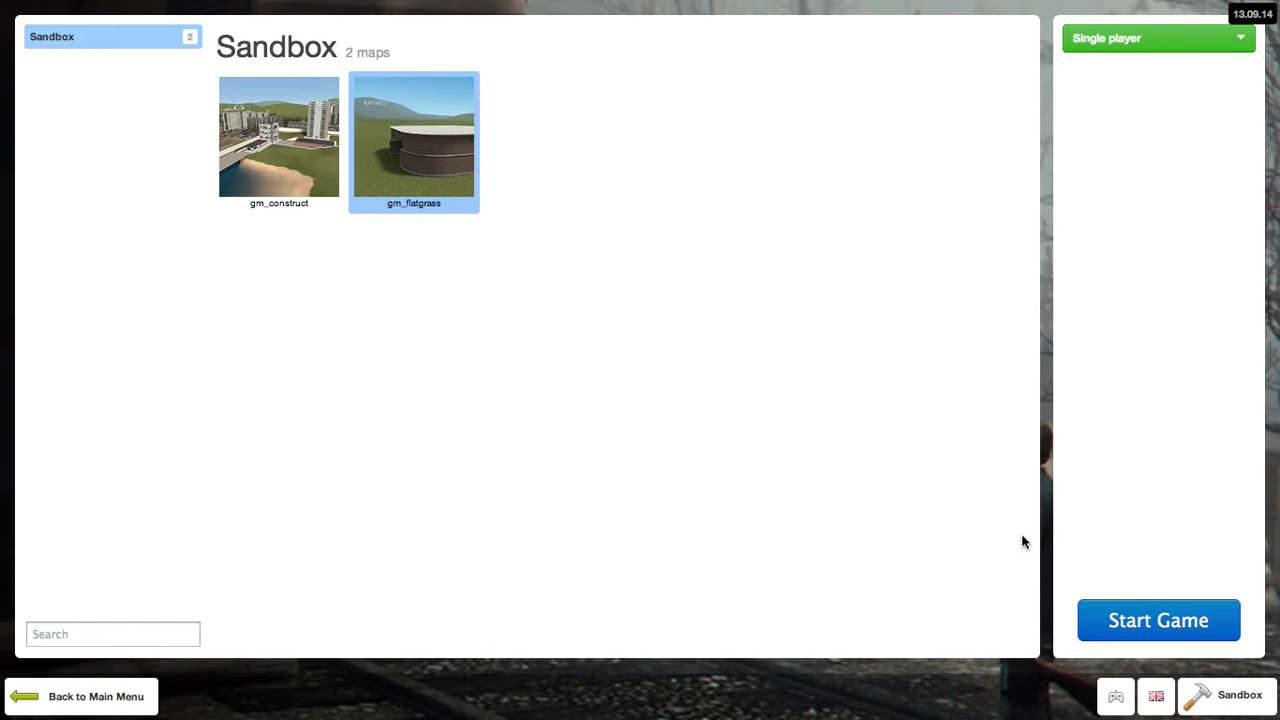 13.09.14
Sandbox 2
Sandbox 2 maps
Single player
gm_construct
gm_flatgrass
Search
Start Game
Back to Main Menu
Sandbox